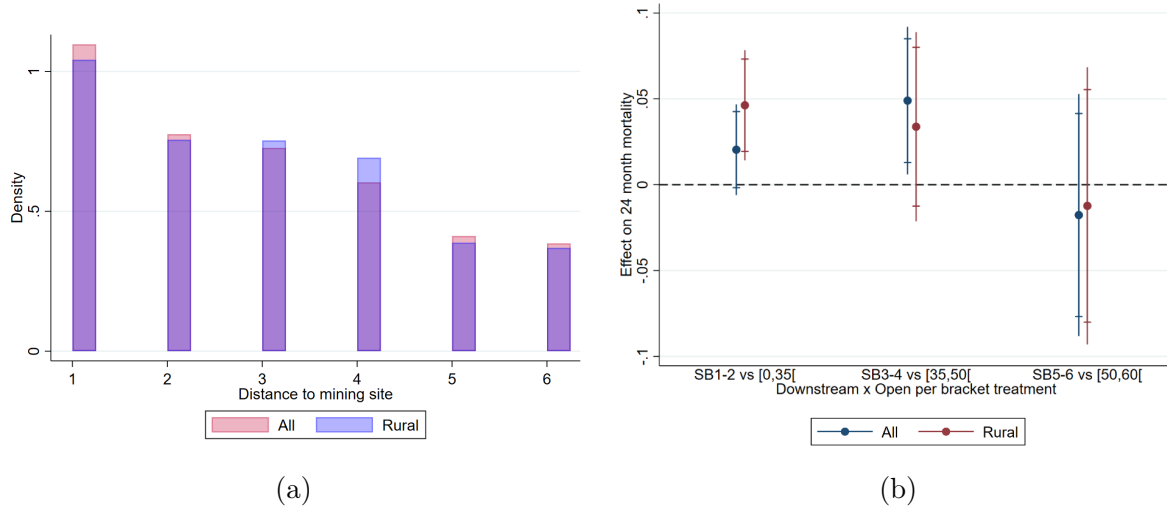 Density
0
.5
1
1 2 3 4 5 6
Distance to mining site
All Rural
(a)
Effect on 24 month mortality
.1
.05
0
-.05
-.1
SB1-2 vs [0,35[ SB3-4 vs [35,50[ SB5-6 vs [50,60[
Downstream x Open per bracket treatment
All Rural
(b)